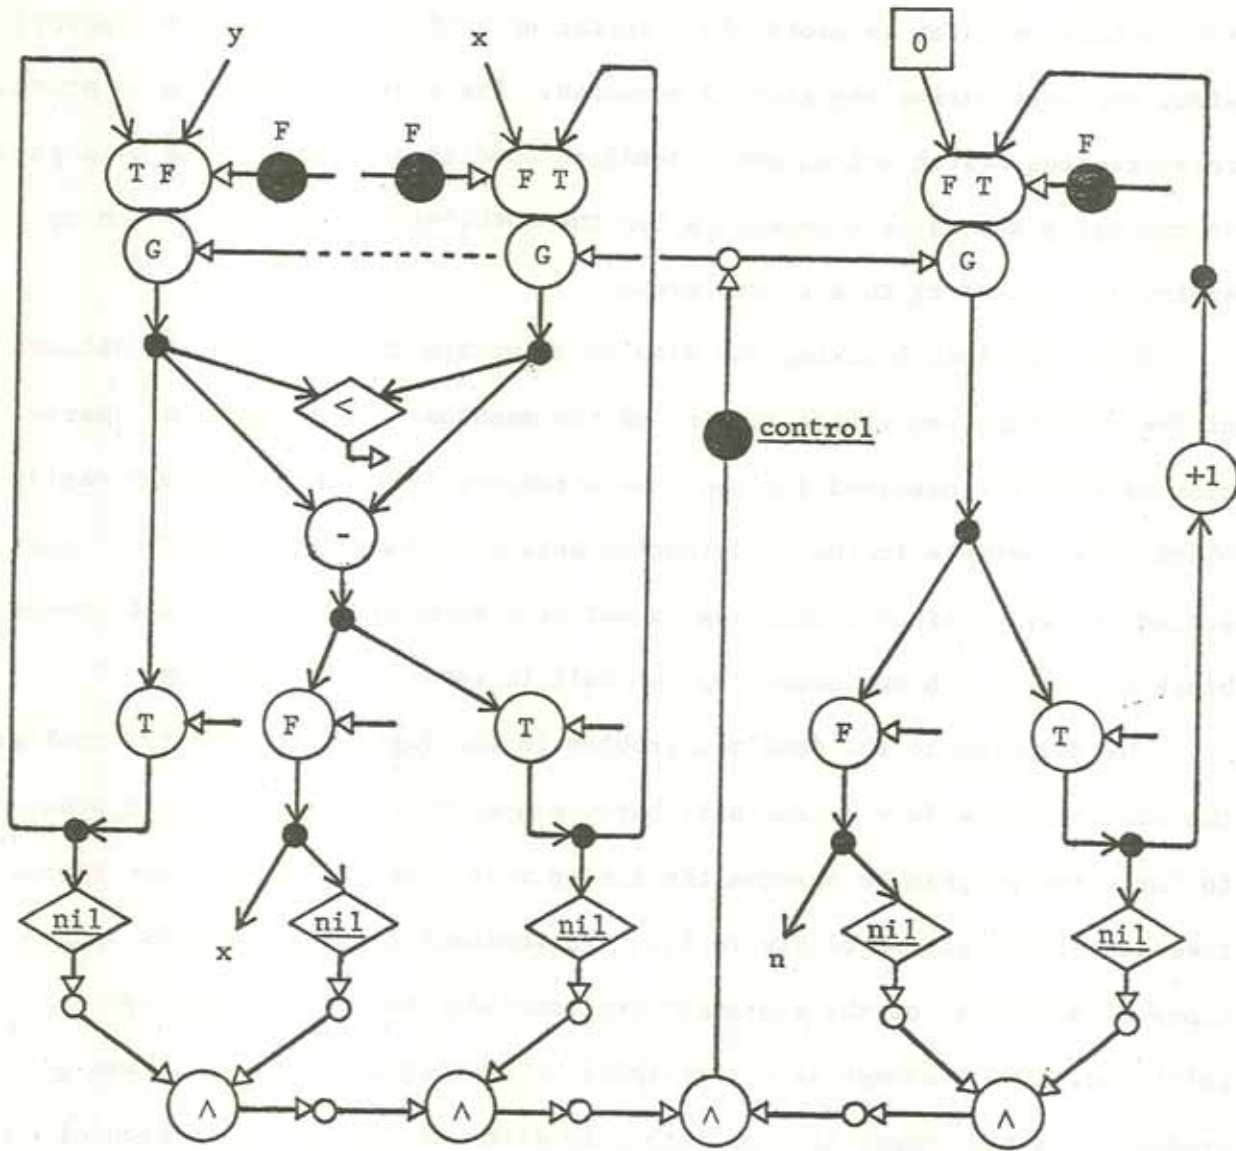 y x 0
F F F
T F F T F T
G G G
<
control
-
+1
T F T F T
nil nil nil nil nil
x n
∧ ∧ ∧ ∧